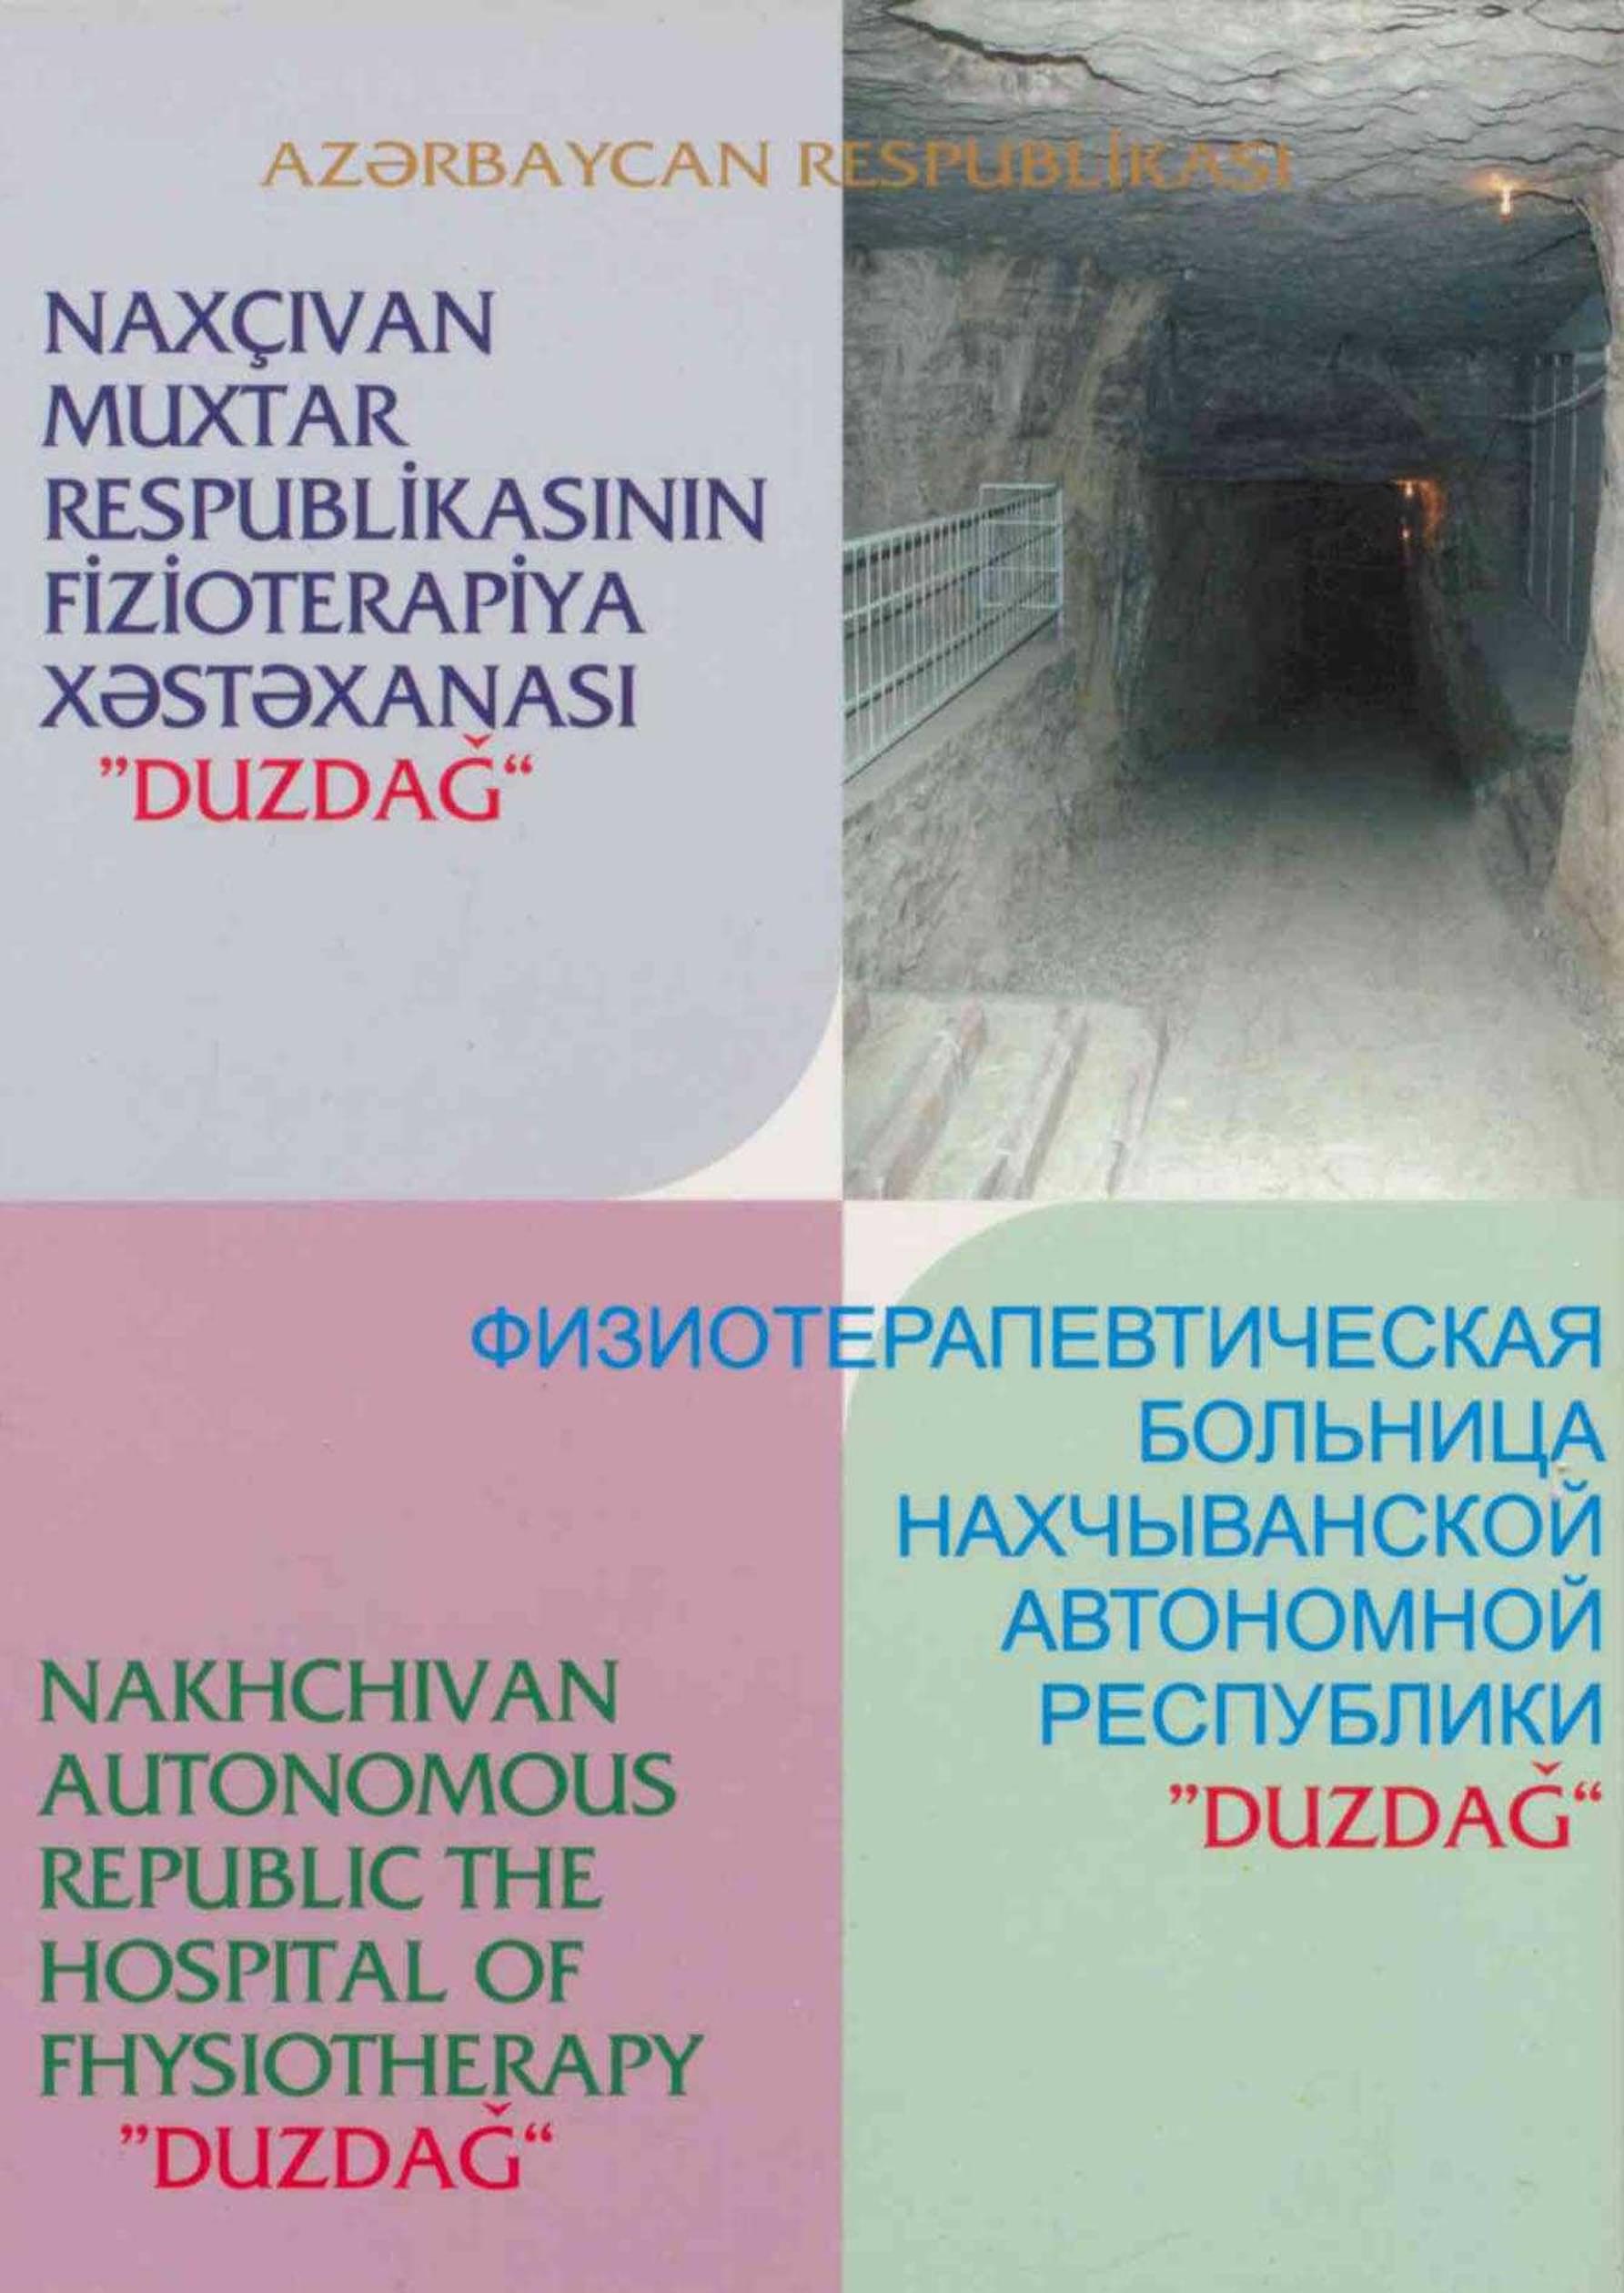 AZƏRBAYCAN RESPUBLİKASI
NAXÇIVAN
MUXTAR
RESPUBLİKASININ
FİZİOTERAPİYA
XƏSTƏXANASI
”DUZDAĞ“
ФИЗИОТЕРАПЕВТИЧЕСКАЯ
БОЛЬНИЦА
НАХЧЫВАНСКОЙ
АВТОНОМНОЙ
РЕСПУБЛИКИ
”DUZDAĞ“
NAKHCHIVAN
AUTONOMOUS
REPUBLIC THE
HOSPITAL OF
FHYSIOTHERAPY
”DUZDAĞ“